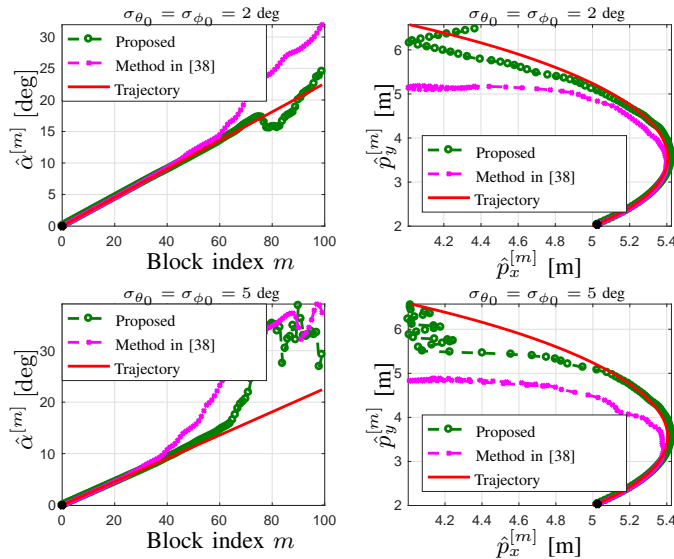 σθ0 = σϕ0 = 2 deg
α̂[m] [deg]
30
25
20
15
10
5
0
Proposed
Method in [38]
Trajectory
0 20 40 60 80 100
Block index m
σθ0 = σϕ0 = 2 deg
p̂y[m] [m]
6
5
4
3
2
Proposed
Method in [38]
Trajectory
4.2 4.4 4.6 4.8 5 5.2 5.4
p̂x[m] [m]
σθ0 = σϕ0 = 5 deg
α̂[m] [deg]
30
20
10
0
Proposed
Method in [38]
Trajectory
0 20 40 60 80 100
Block index m
σθ0 = σϕ0 = 5 deg
p̂y[m] [m]
6
5
4
3
2
Proposed
Method in [38]
Trajectory
4.2 4.4 4.6 4.8 5 5.2 5.4
p̂x[m] [m]